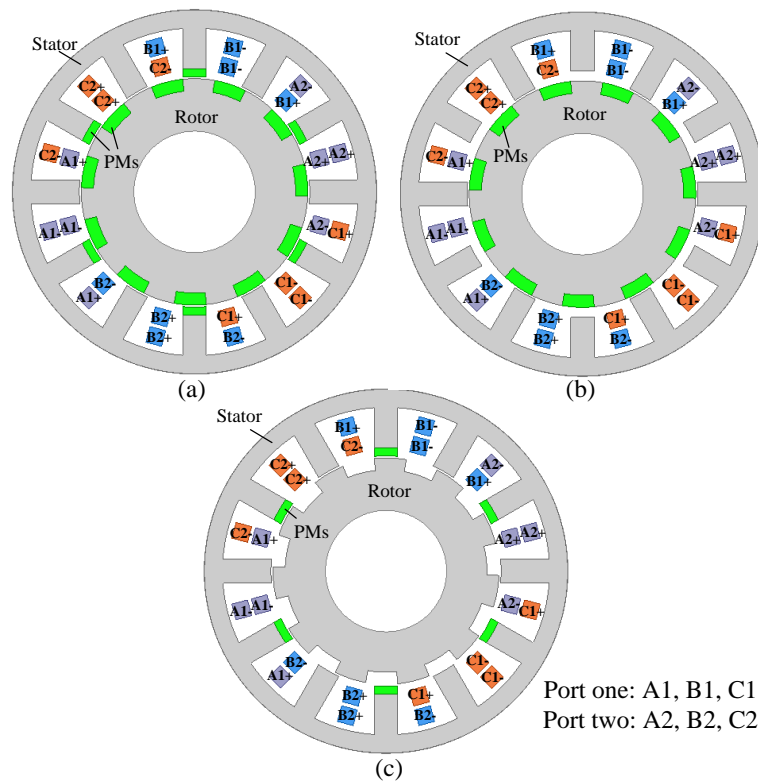 Stator
B1+
B1-
C2-
B1-
C2+
C2+
A2-
B1+
Rotor
PMs
C2-
A1+
A2+
A2+
A1-
A1-
A2-
C1+
B2-
A1+
C1-
C1-
B2+
B2+
C1+
B2-
(a)
Stator
B1+
B1-
C2-
B1-
C2+
C2+
A2-
B1+
Rotor
PMs
C2-
A1+
A2+
A2+
A1-
A1-
A2-
C1+
B2-
A1+
C1-
C1-
B2+
B2+
C1+
B2-
(b)
Stator
B1+
B1-
C2-
B1-
C2+
C2+
A2-
B1+
Rotor
PMs
C2-
A1+
A2+
A2+
A1-
A1-
A2-
C1+
B2-
A1+
C1-
C1-
B2+
B2+
C1+
B2-
(c)
Port one: A1, B1, C1
Port two: A2, B2, C2